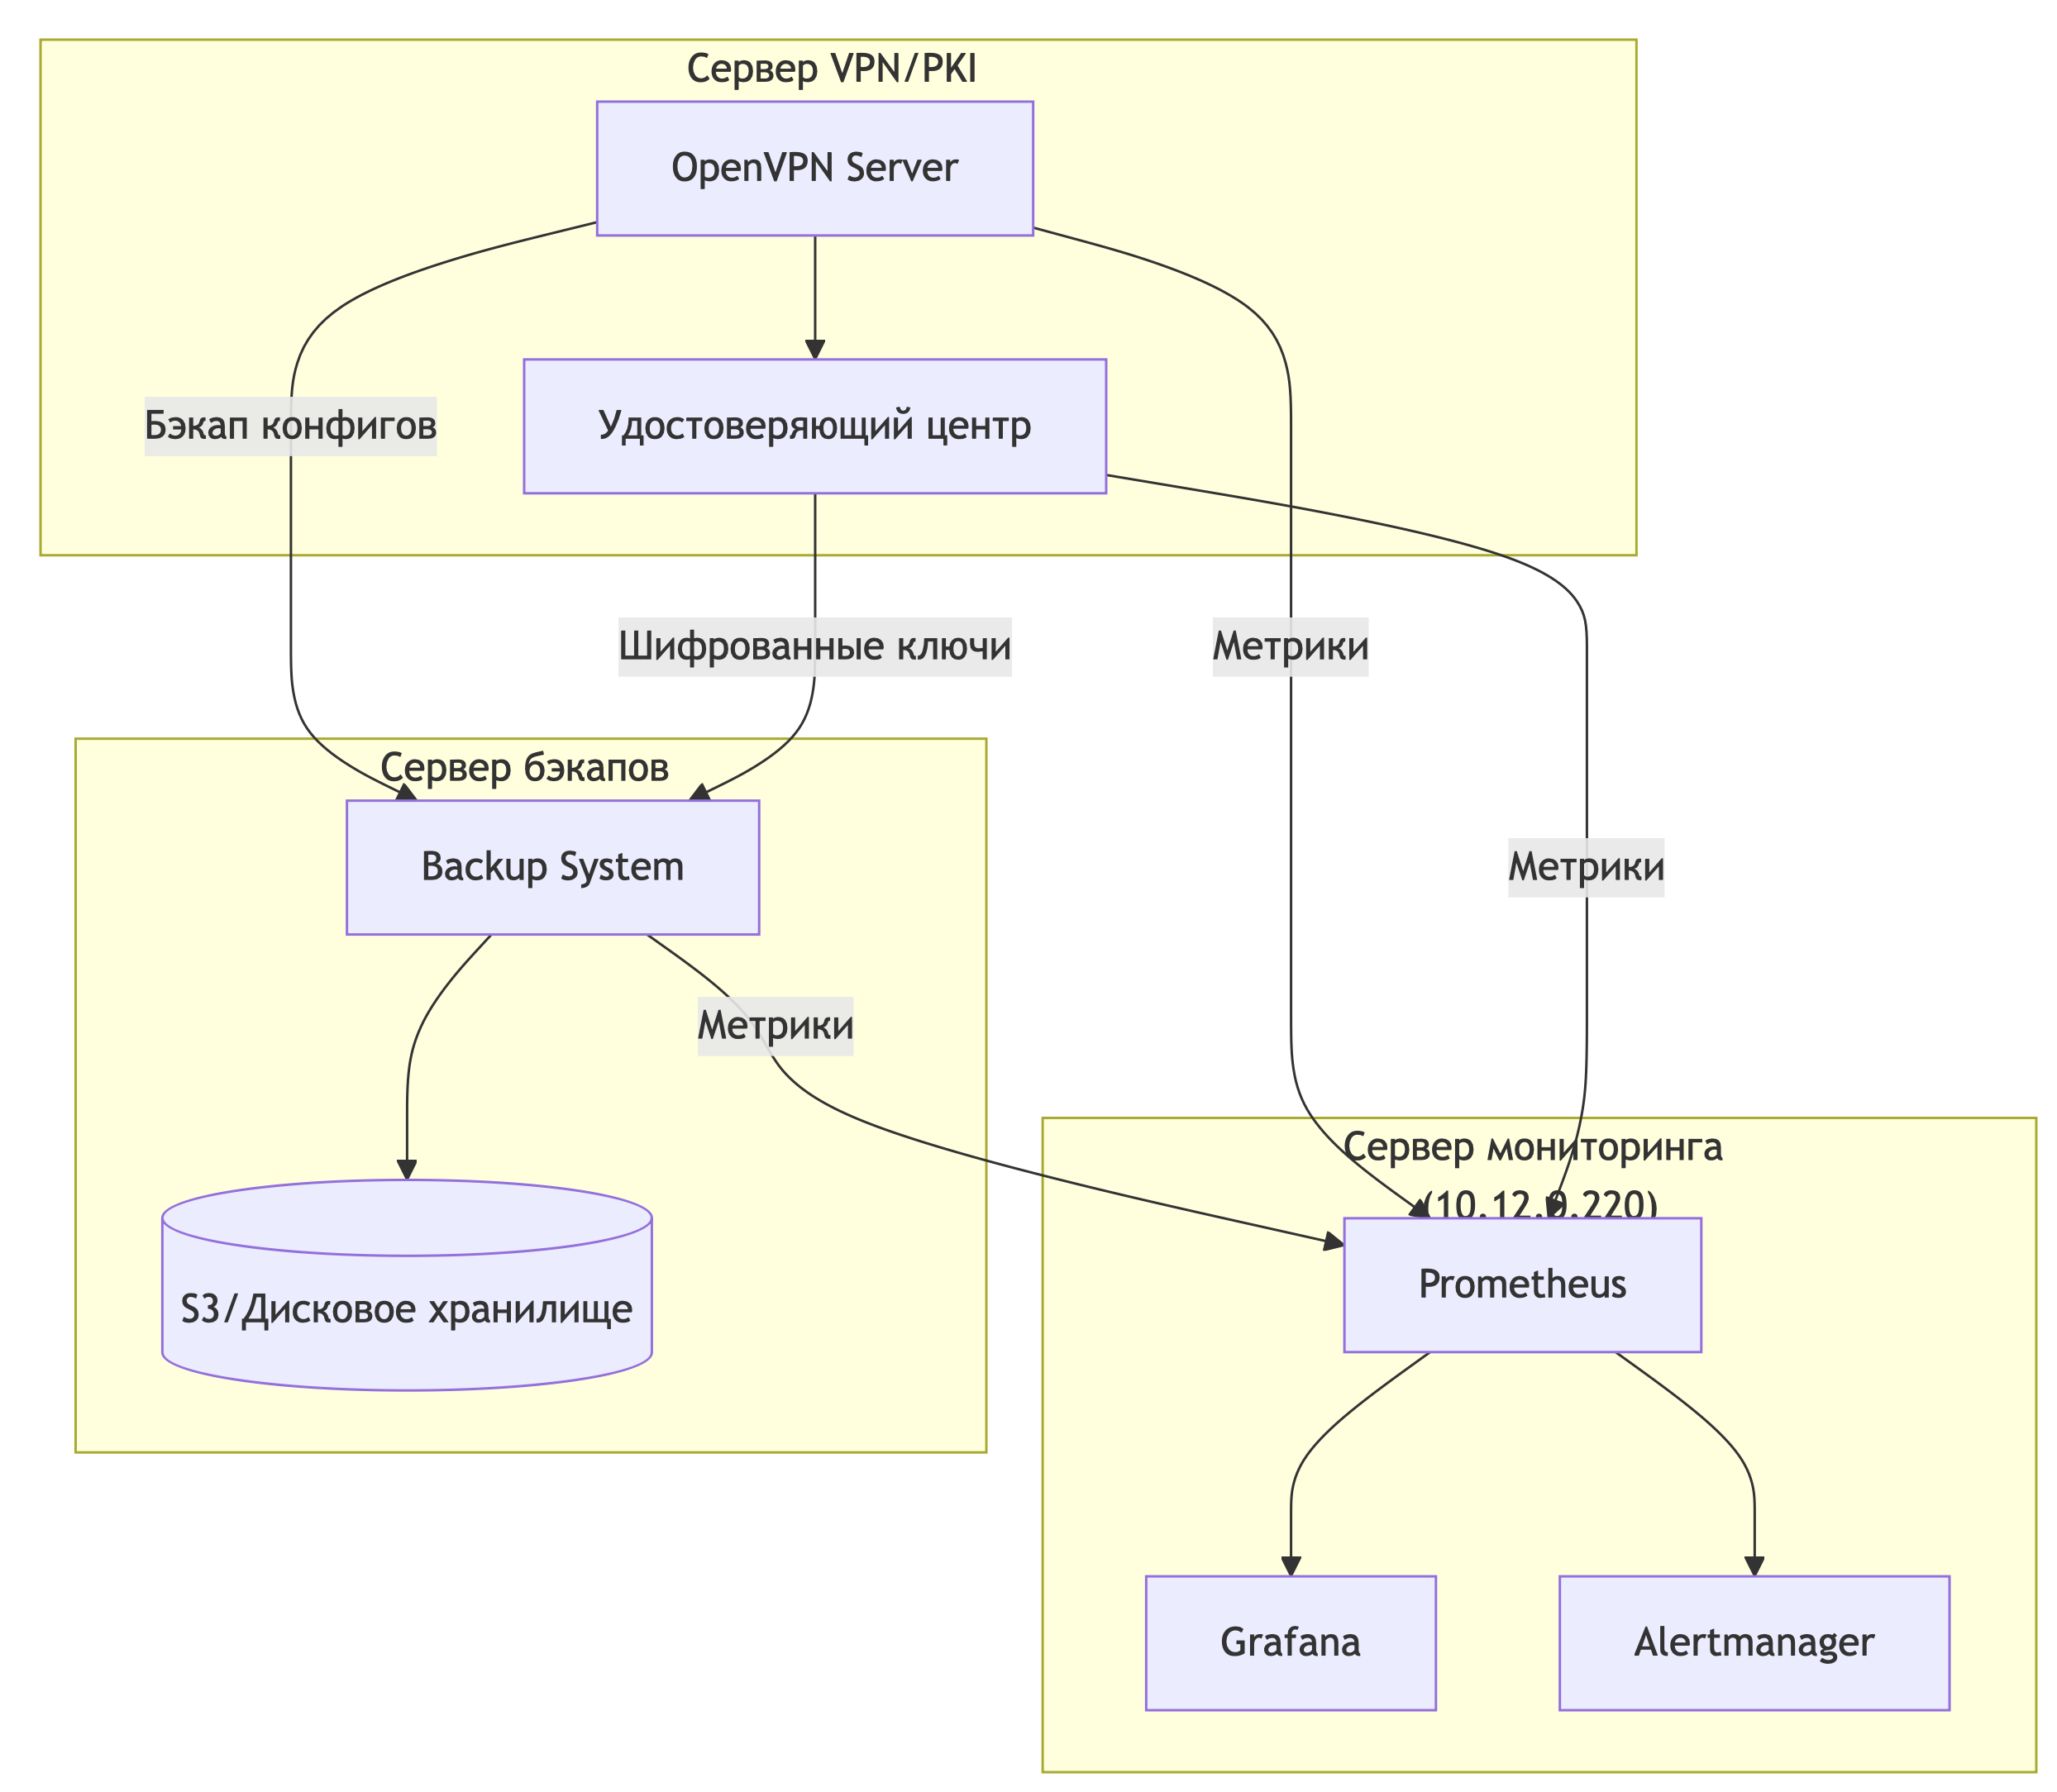 Сервер VPN/PKI
OpenVPN Server
Бэкап конфигов
Удостоверяющий центр
Шифрованные ключи
Метрики
Сервер бэкапов
Backup System
Метрики
Метрики
Сервер мониторинга
(10.12.0.220)
Prometheus
S3/Дисковое хранилище
Grafana
Alertmanager